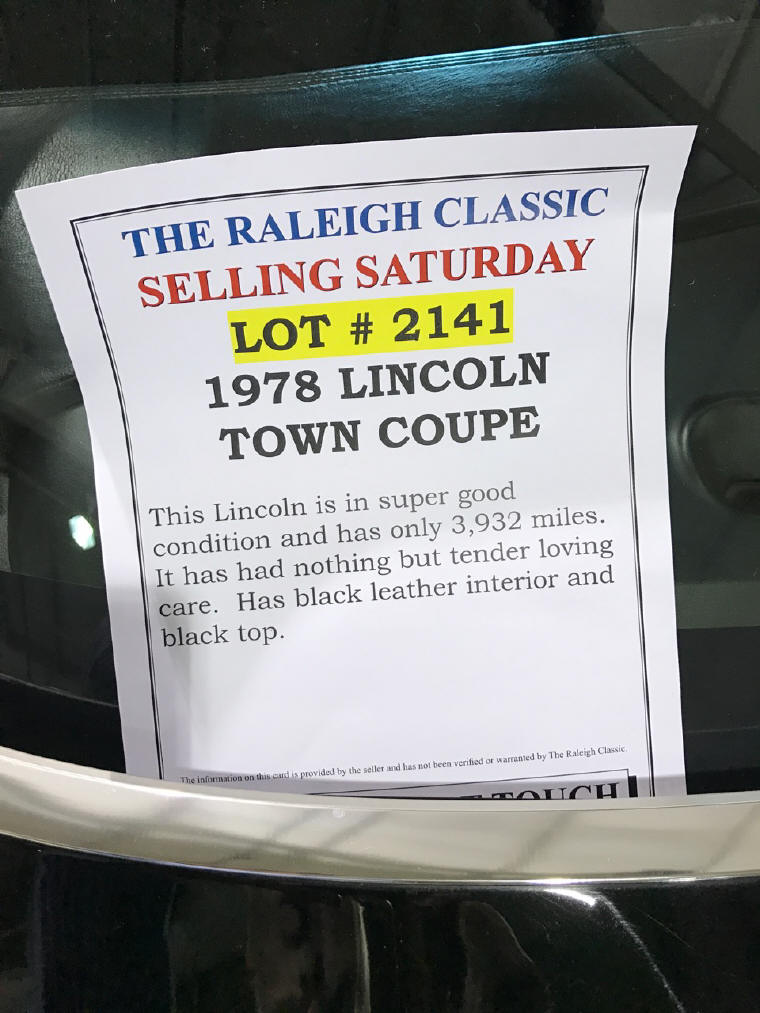 THE RALEIGH CLASSIC
SELLING SATURDAY
LOT # 2141
1978 LINCOLN
TOWN COUPE
This Lincoln is in super good
condition and has only 3,932 miles.
It has had nothing but tender loving
care. Has black leather interior and
black top.
The information on this card is provided by the seller and has not been verified or warranted by The Raleigh Classic.
TOUCH